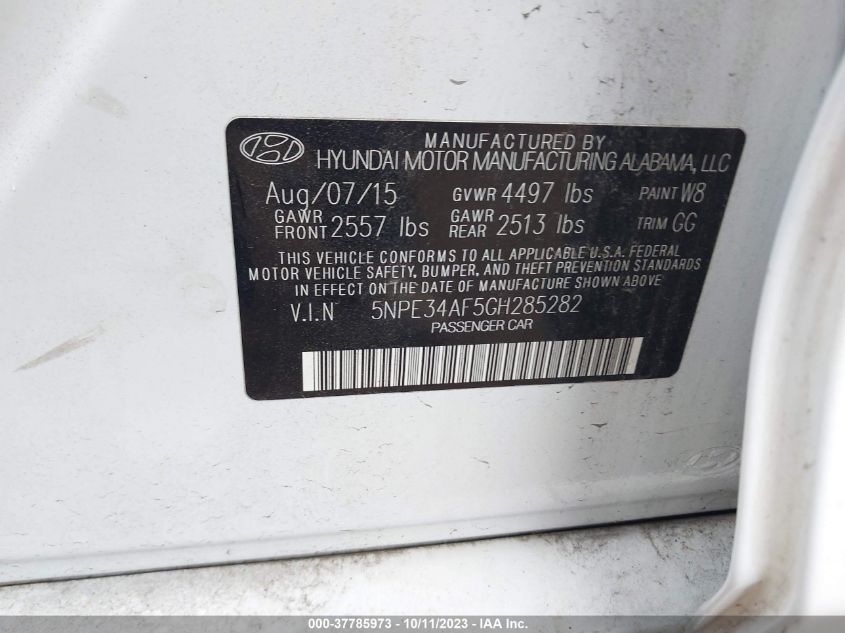 MANUFACTURED BY
HYUNDAI MOTOR MANUFACTURING ALABAMA, LLC
Aug/07/15 GVWR 4497 lbs PAINT W8
GAWR FRONT 2557 lbs GAWR REAR 2513 lbs TRIM GG
THIS VEHICLE CONFORMS TO ALL APPLICABLE U.S.A. FEDERAL
MOTOR VEHICLE SAFETY, BUMPER, AND THEFT PREVENTION STANDARDS
IN EFFECT ON THE DATE OF MANUFACTURE SHOWN ABOVE.
V.I.N 5NPE34AF5GH285282
PASSENGER CAR
000-37785973 - 10/11/2023 - IAA Inc.